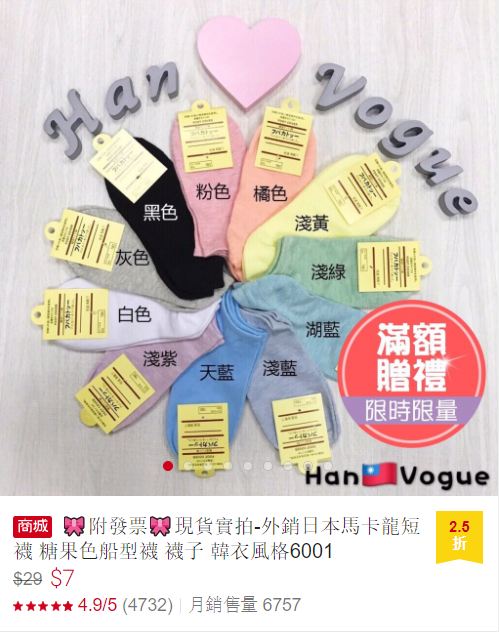 Han Vogue
粉色
橘色
黑色
淺黃
灰色
淺綠
白色
湖藍
淺紫
天藍
淺藍
滿額
贈禮
限時限量
Han Vogue
商城 附發票 現貨實拍-外銷日本馬卡龍短
襪 糖果色船型襪 襪子 韓衣風格6001
2.5
折
$29 $7
4.9/5 (4732) 月銷售量 6757